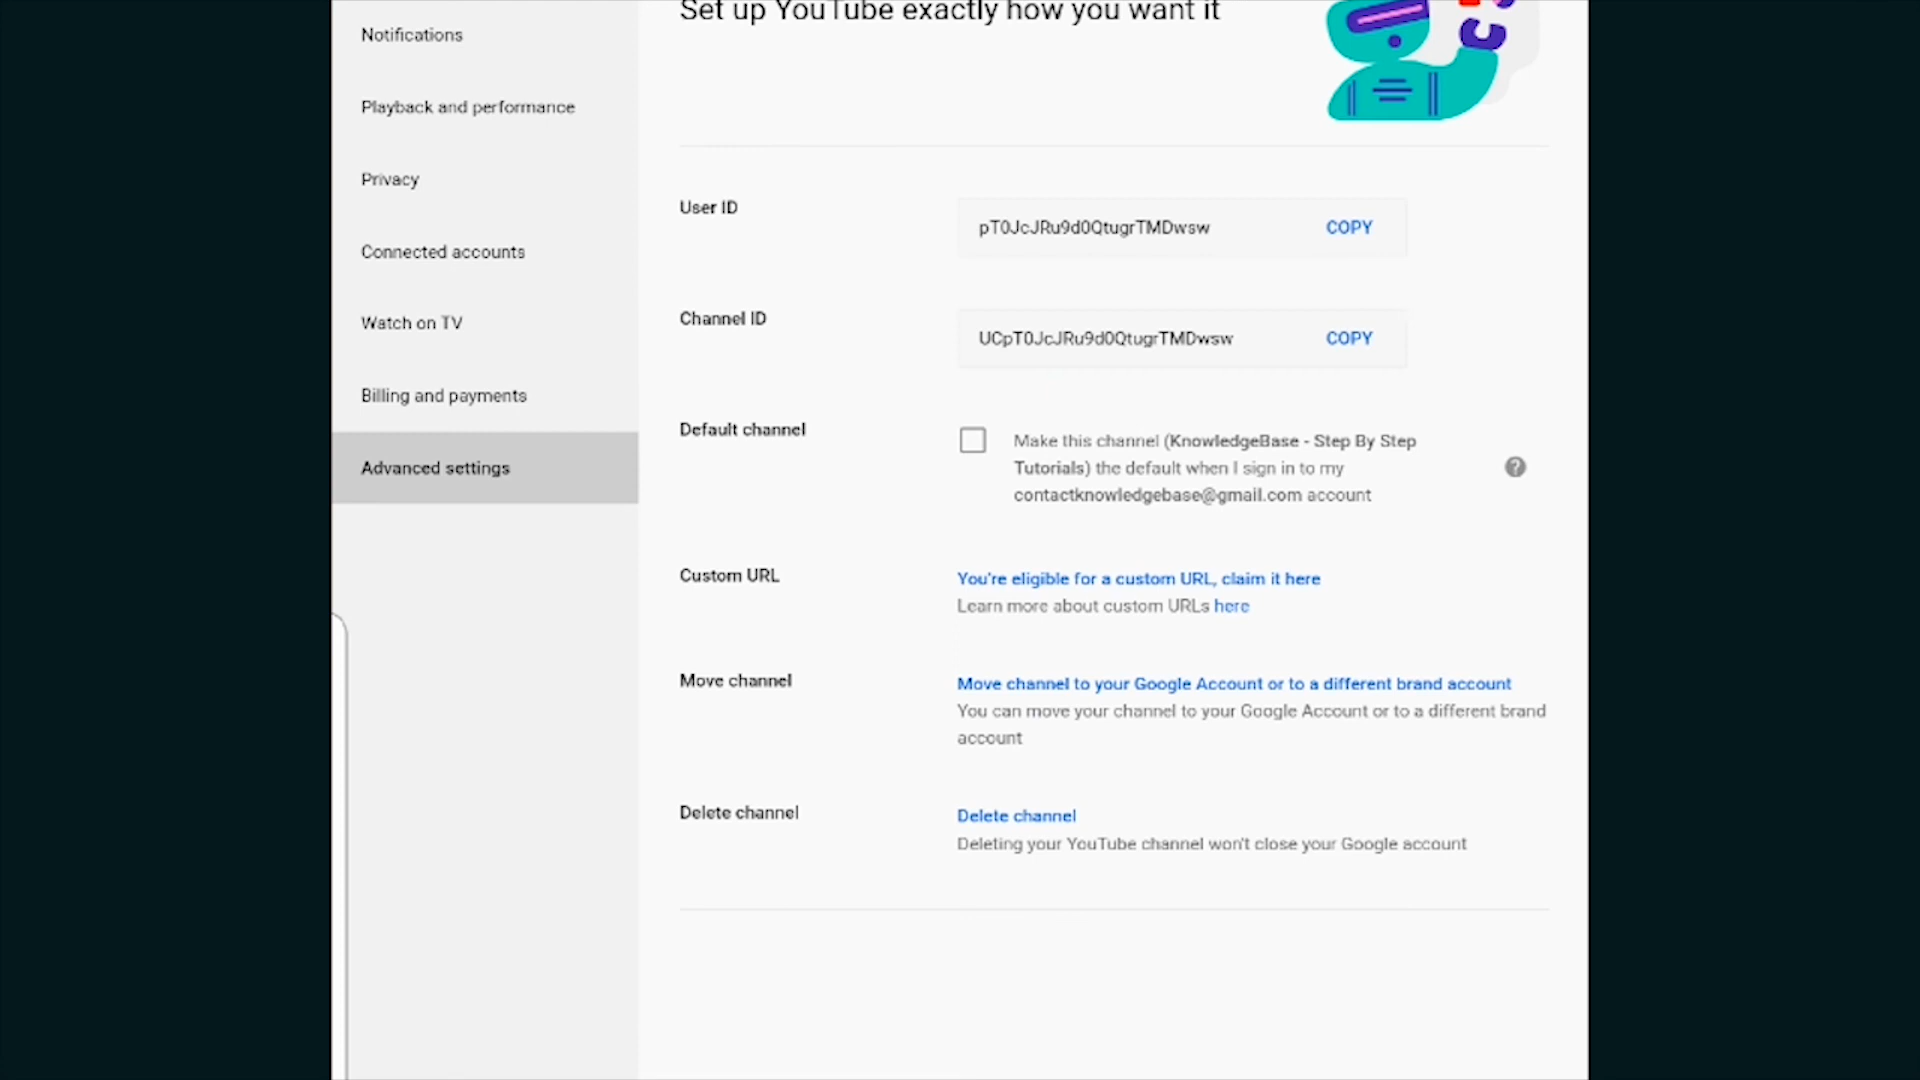 Set up YouTube exactly how you want it
Notifications
Playback and performance
Privacy
Connected accounts
Watch on TV
Billing and payments
Advanced settings
User ID
pT0JcJRu9d0QtugrTMDwsw
COPY
Channel ID
UCpT0JcJRu9d0QtugrTMDwsw
COPY
Default channel
Make this channel (KnowledgeBase - Step By Step
Tutorials) the default when I sign in to my
contactknowledgebase@gmail.com account
Custom URL
You're eligible for a custom URL, claim it here
Learn more about custom URLs here
Move channel
Move channel to your Google Account or to a different brand account
You can move your channel to your Google Account or to a different brand
account
Delete channel
Delete channel
Deleting your YouTube channel won't close your Google account